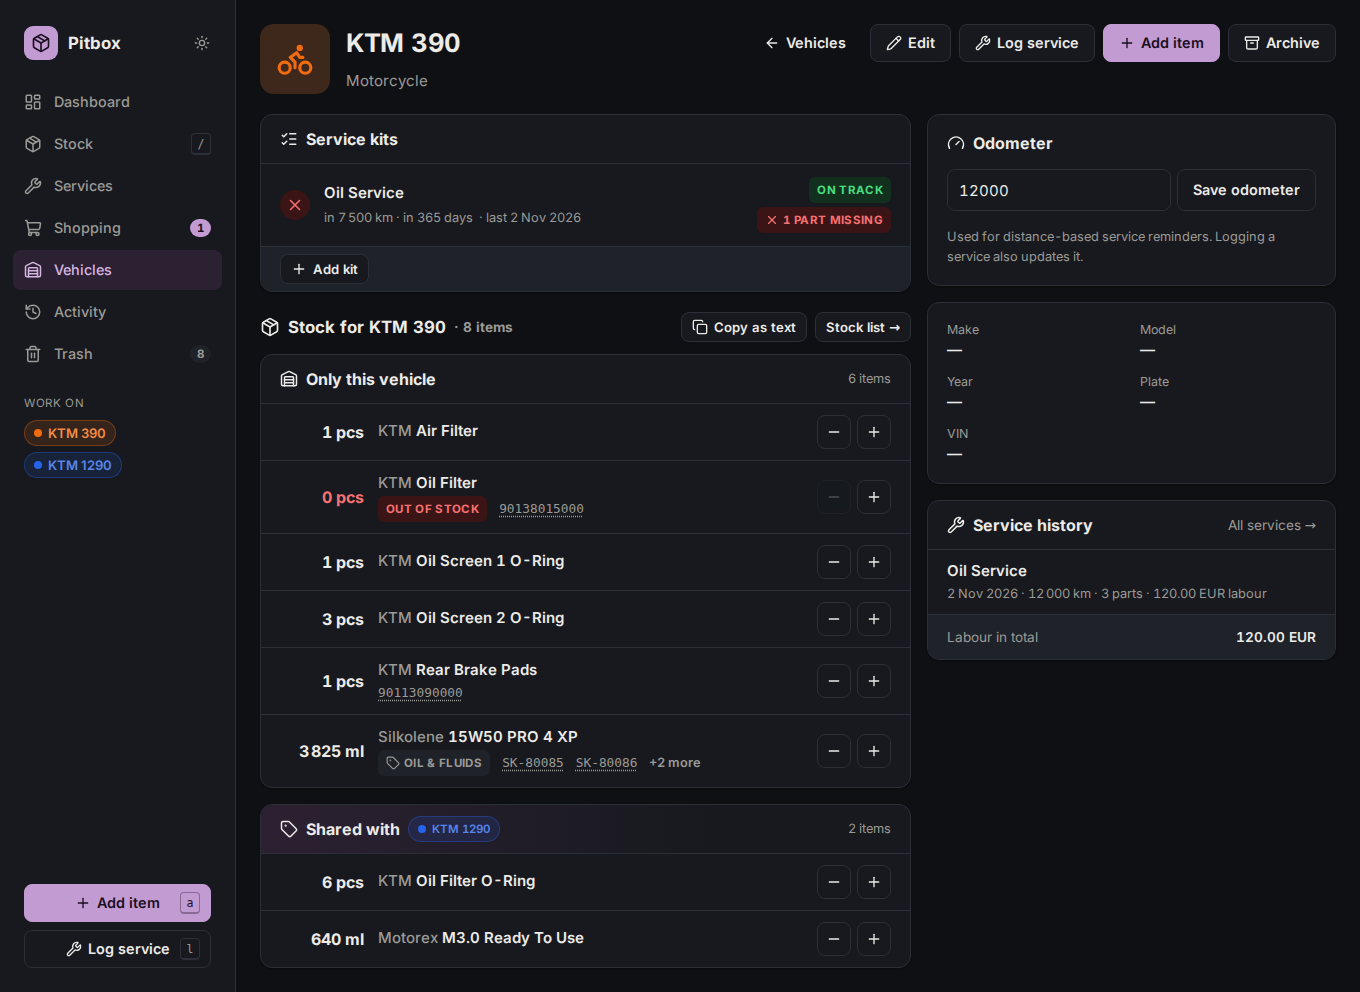 Pitbox
Dashboard
Stock /
Services
Shopping 1
Vehicles
Activity
Trash 8
WORK ON
KTM 390
KTM 1290
+ Add item a
Log service l
KTM 390
Motorcycle
← Vehicles
Edit
Log service
+ Add item
Archive
Service kits
Oil Service
in 7 500 km · in 365 days · last 2 Nov 2026
ON TRACK
× 1 PART MISSING
+ Add kit
Stock for KTM 390 · 8 items
Copy as text
Stock list →
Only this vehicle 6 items
1 pcs KTM Air Filter − +
0 pcs KTM Oil Filter − +
OUT OF STOCK 90138015000
1 pcs KTM Oil Screen 1 O-Ring − +
3 pcs KTM Oil Screen 2 O-Ring − +
1 pcs KTM Rear Brake Pads − +
90113090000
3 825 ml Silkolene 15W50 PRO 4 XP − +
OIL & FLUIDS SK-80085 SK-80086 +2 more
Shared with KTM 1290 2 items
6 pcs KTM Oil Filter O-Ring − +
640 ml Motorex M3.0 Ready To Use − +
Odometer
12000 Save odometer
Used for distance-based service reminders. Logging a
service also updates it.
Make Model
— —
Year Plate
— —
VIN
—
Service history All services →
Oil Service
2 Nov 2026 · 12 000 km · 3 parts · 120.00 EUR labour
Labour in total 120.00 EUR